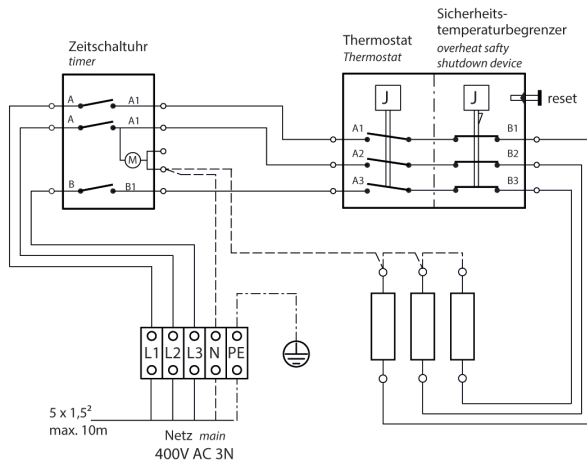 Zeitschaltuhr
timer
Thermostat
Thermostat
Sicherheits-
temperaturbegrenzer
overheat safty
shutdown device
J
J
reset
7
A
A1
A
A1
M
B
B1
A1
A2
A3
B1
B2
B3
L1 L2 L3 N PE
5 x 1,5²
max. 10m
Netz main
400V AC 3N